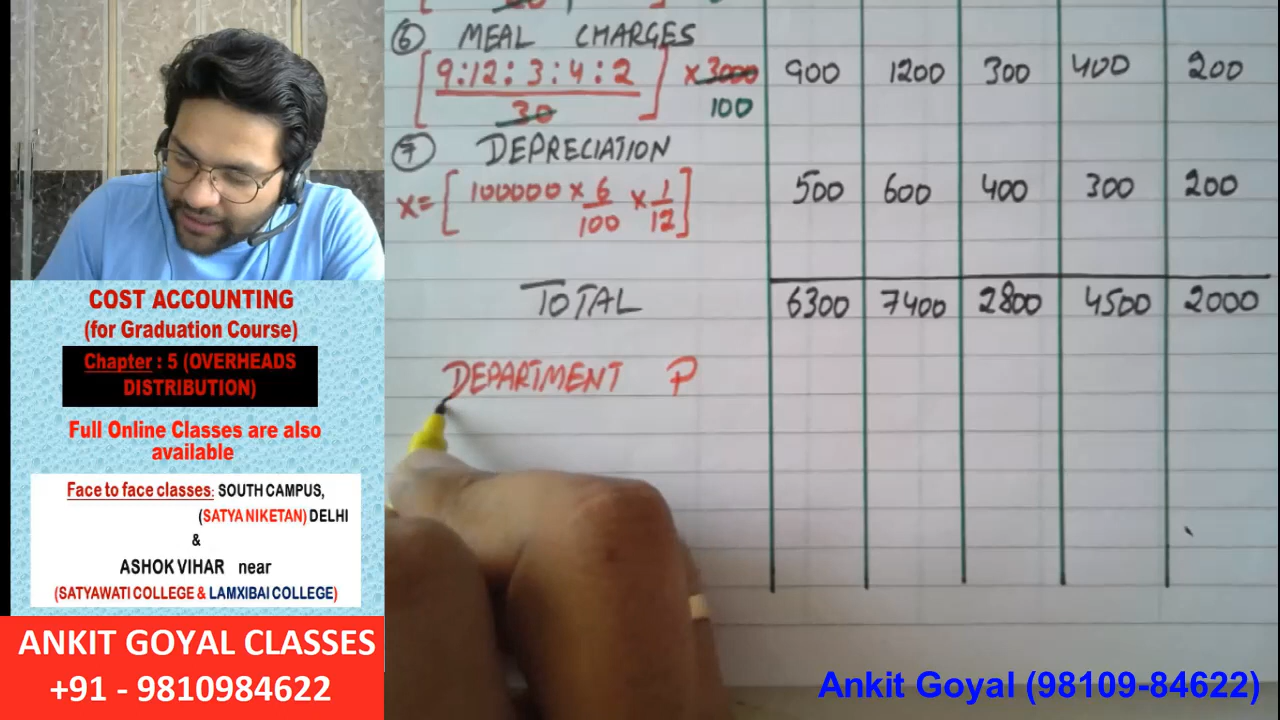 ⑥ MEAL CHARGES
[9:12:3:4:2 / 30] × 3000 900 1200 300 400 200
100
⑦ DEPRECIATION
x = [100000 × 6/100 × 1/12] 500 600 400 300 200
TOTAL 6300 7400 2800 4500 2000
DEPARTMENT P
COST ACCOUNTING
(for Graduation Course)
Chapter : 5 (OVERHEADS
DISTRIBUTION)
Full Online Classes are also
available
Face to face classes: SOUTH CAMPUS,
(SATYA NIKETAN) DELHI
&
ASHOK VIHAR near
(SATYAWATI COLLEGE & LAMXIBAI COLLEGE)
ANKIT GOYAL CLASSES
+91 - 9810984622
Ankit Goyal (98109-84622)